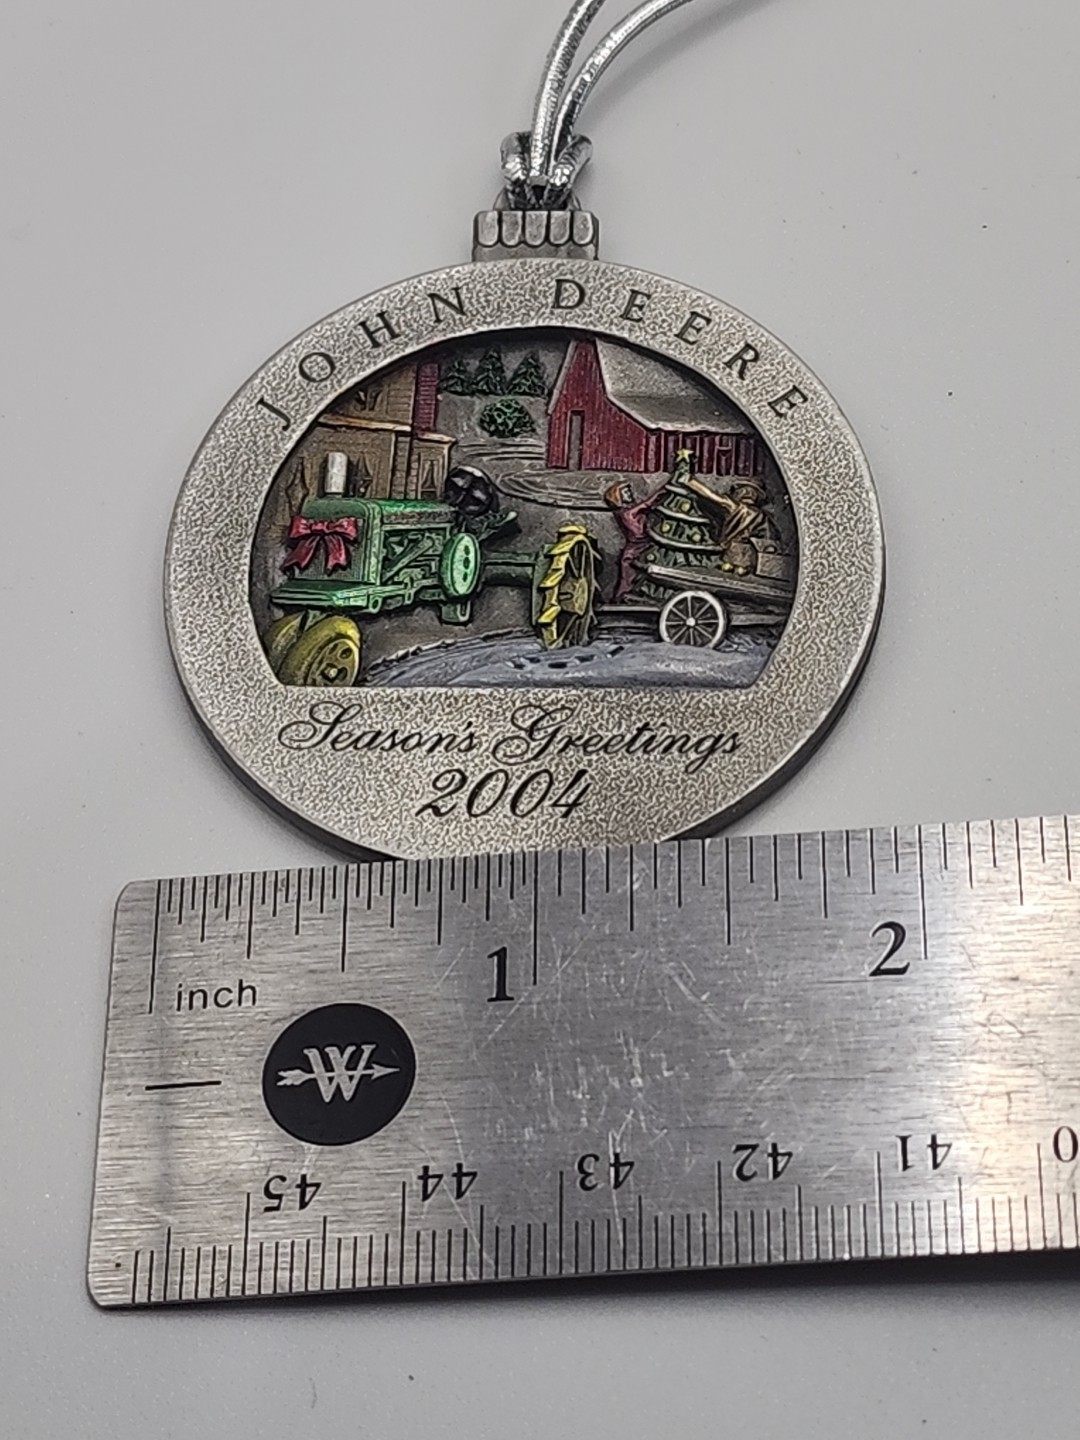 JOHN DEERE
Season's Greetings
2004
1
2
inch
W
45 44 43 42 41 0